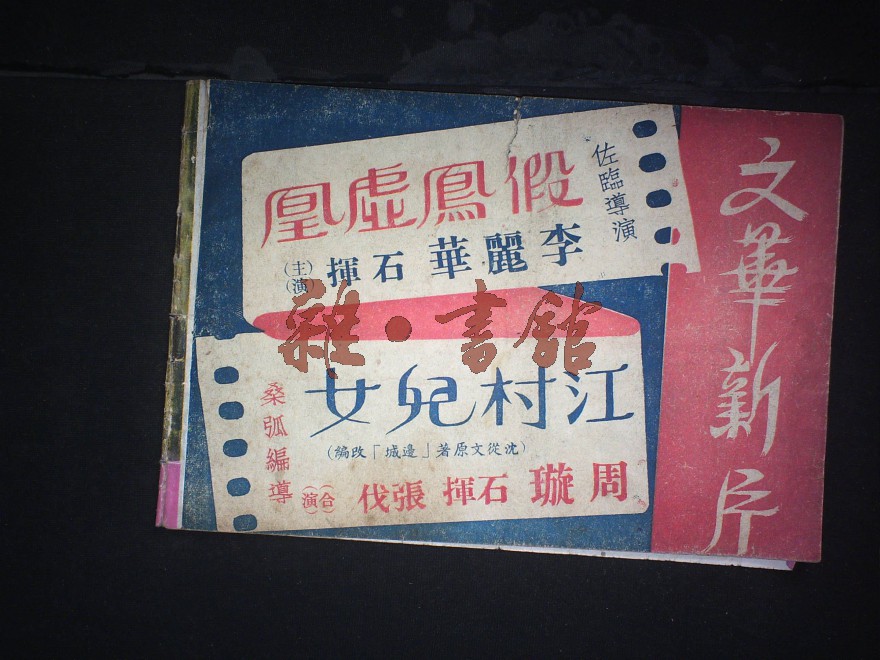 文華新片
佐臨導演
假鳳虛凰
李麗華 石揮(主演)
雜·書館
江村兒女
(沈從文原著「邊城」改編)
周璇 石揮 張伐(合演)
桑弧編導